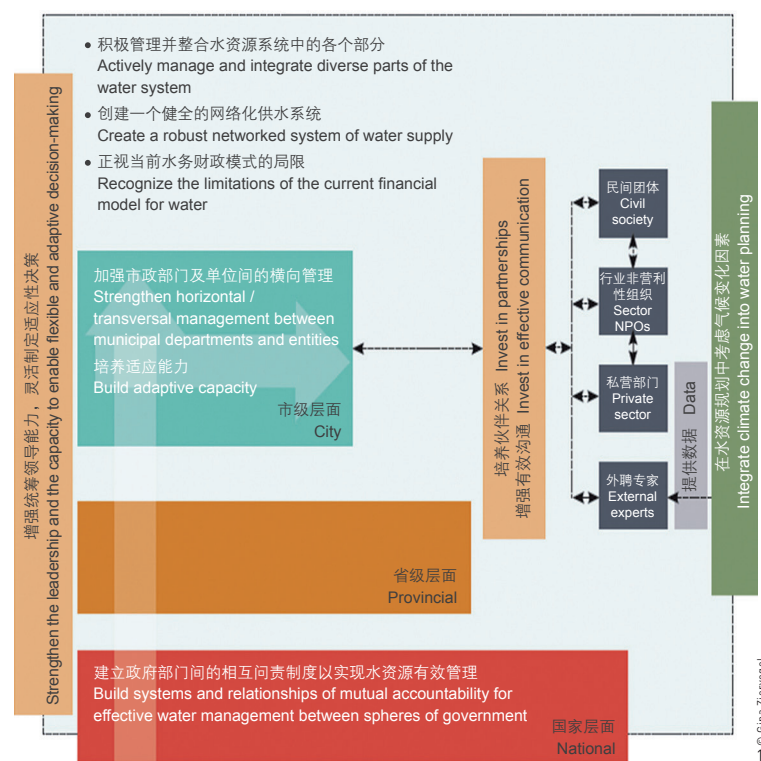 • 积极管理并整合水资源系统中的各个部分
Actively manage and integrate diverse parts of the
water system
• 创建一个健全的网络化供水系统
Create a robust networked system of water supply
• 正视当前水务财政模式的局限
Recognize the limitations of the current financial
model for water
增强统筹领导能力，灵活制定适应性决策
Strengthen the leadership and the capacity to enable flexible and adaptive decision-making
加强市政部门及单位间的横向管理
Strengthen horizontal /
transversal management between
municipal departments and entities
培养适应能力
Build adaptive capacity
市级层面
City
培养伙伴关系 Invest in partnerships
增强有效沟通 Invest in effective communication
民间团体
Civil
society
行业非营利
性组织
Sector
NPOs
私营部门
Private
sector
外聘专家
External
experts
提供数据 Data
在水资源规划中考虑气候变化因素
Integrate climate change into water planning
省级层面
Provincial
建立政府部门间的相互问责制度以实现水资源有效管理
Build systems and relationships of mutual accountability for
effective water management between spheres of government
国家层面
National
1